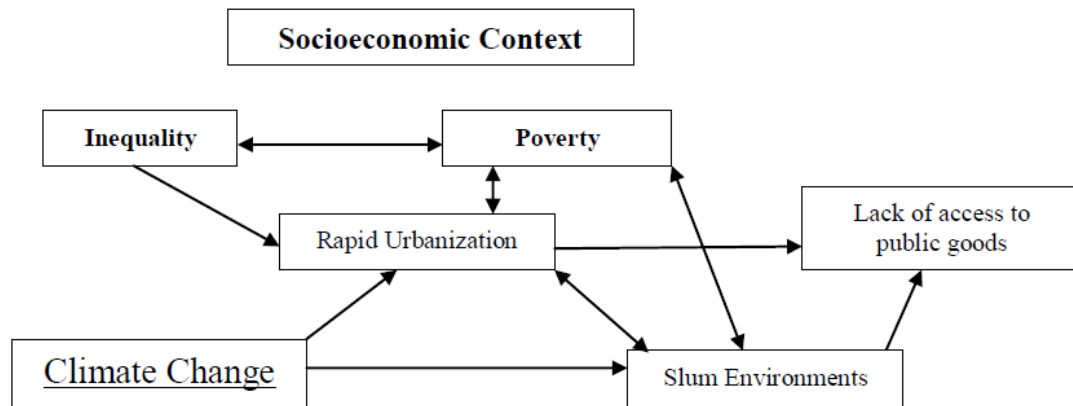 Socioeconomic Context
Inequality
Poverty
Rapid Urbanization
Lack of access to
public goods
Climate Change
Slum Environments